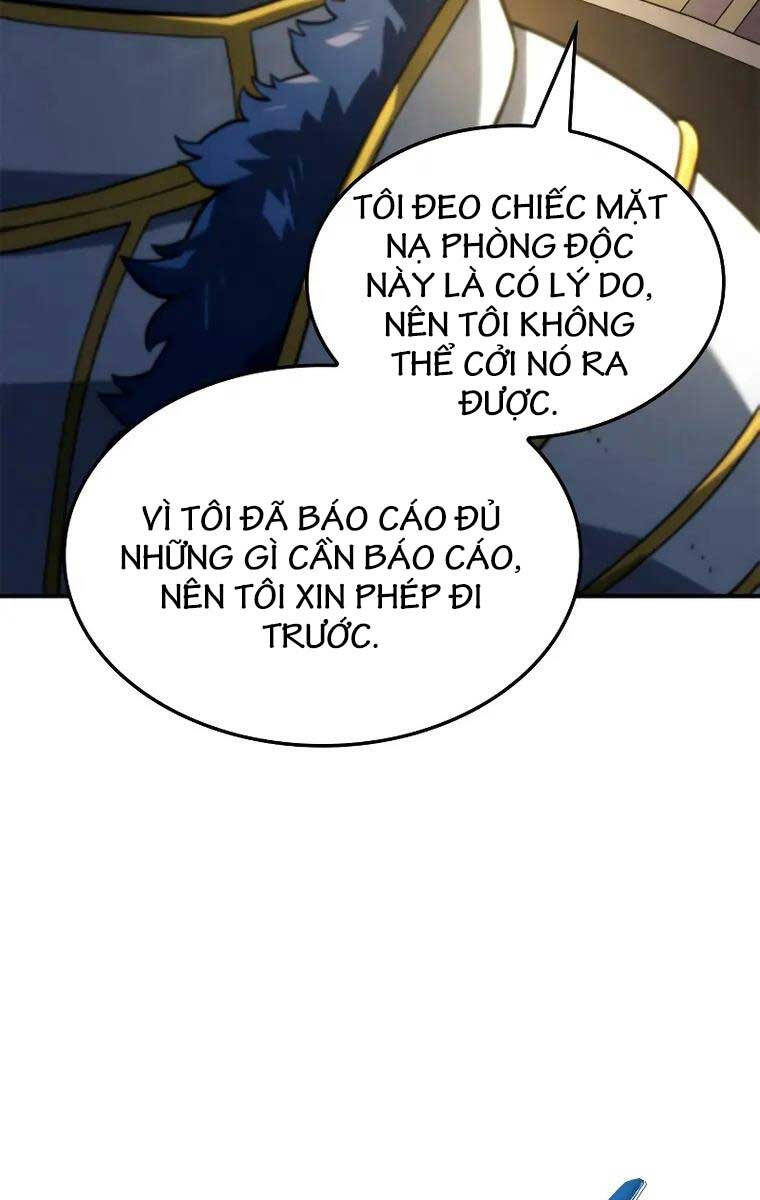 TÔI ĐEO CHIẾC MẶT
NẠ PHÒNG ĐỘC
NÀY LÀ CÓ LÝ DO,
NÊN TÔI KHÔNG
THỂ CỞI NÓ RA
ĐƯỢC.
VÌ TÔI ĐÃ BÁO CÁO ĐỦ
NHỮNG GÌ CẦN BÁO CÁO,
NÊN TÔI XIN PHÉP ĐI
TRƯỚC.